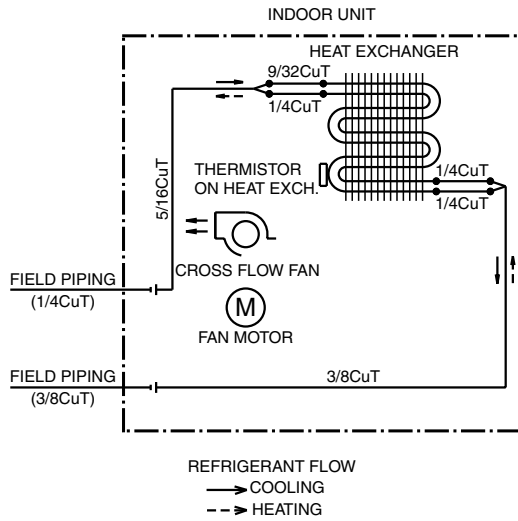 INDOOR UNIT
HEAT EXCHANGER
9/32CuT
1/4CuT
THERMISTOR
ON HEAT EXCH.
1/4CuT
1/4CuT
5/16CuT
CROSS FLOW FAN
FIELD PIPING
(1/4CuT)
M
FAN MOTOR
FIELD PIPING
(3/8CuT)
3/8CuT
REFRIGERANT FLOW
COOLING
HEATING